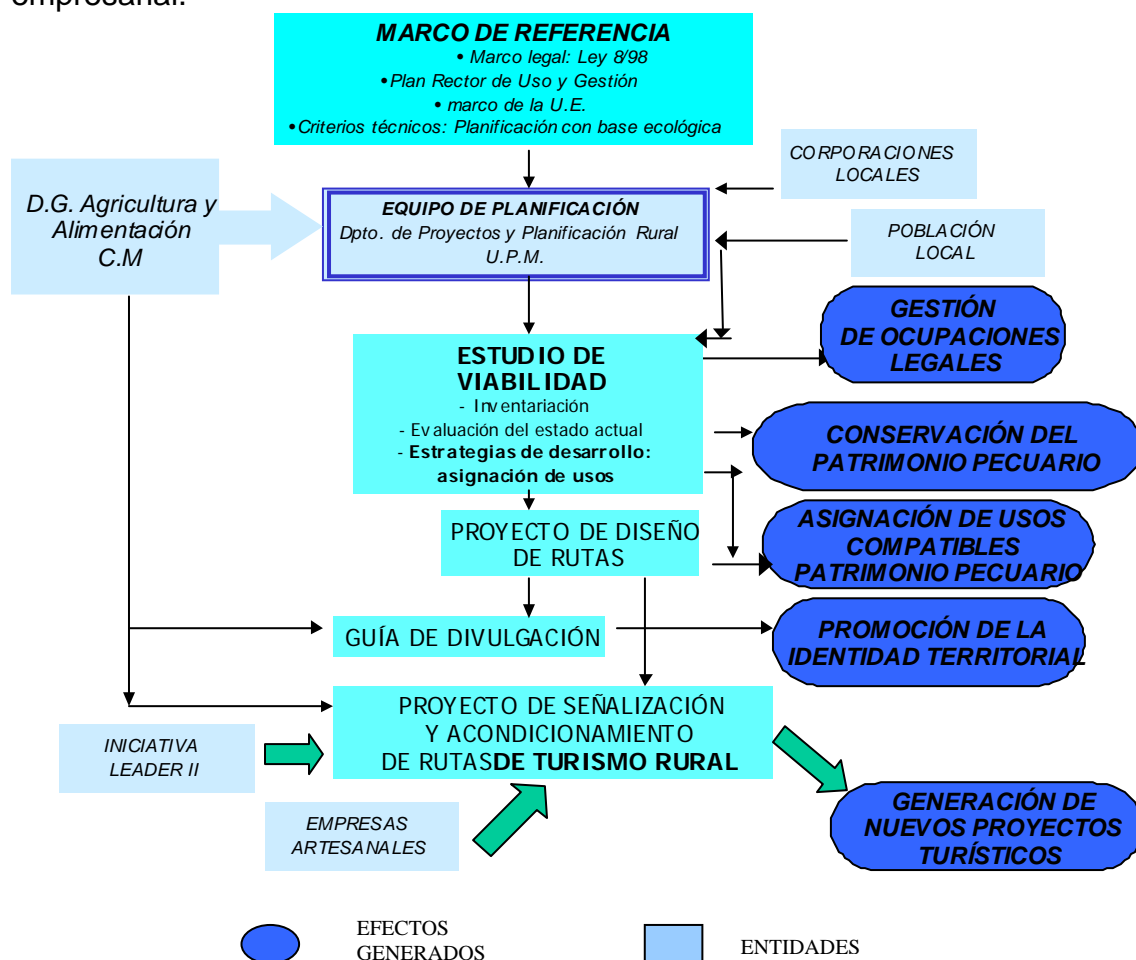 empresarial.
MARCO DE REFERENCIA
• Marco legal: Ley 8/98
•Plan Rector de Uso y Gestión
• marco de la U.E.
•Criterios técnicos: Planificación con base ecológica
CORPORACIONES
LOCALES
D.G. Agricultura y
Alimentación
C.M
EQUIPO DE PLANIFICACIÓN
Dpto. de Proyectos y Planificación Rural
U.P.M.
POBLACIÓN
LOCAL
GESTIÓN
DE OCUPACIONES
LEGALES
ESTUDIO DE
VIABILIDAD
- Inventariación
- Evaluación del estado actual
- Estrategias de desarrollo:
asignación de usos
CONSERVACIÓN DEL
PATRIMONIO PECUARIO
PROYECTO DE DISEÑO
DE RUTAS
ASIGNACIÓN DE USOS
COMPATIBLES
PATRIMONIO PECUARIO
GUÍA DE DIVULGACIÓN
PROMOCIÓN DE LA
IDENTIDAD TERRITORIAL
PROYECTO DE SEÑALIZACIÓN
Y ACONDICIONAMIENTO
DE RUTAS DE TURISMO RURAL
INICIATIVA
LEADER II
EMPRESAS
ARTESANALES
GENERACIÓN DE
NUEVOS PROYECTOS
TURÍSTICOS
EFECTOS
GENERADOS
ENTIDADES